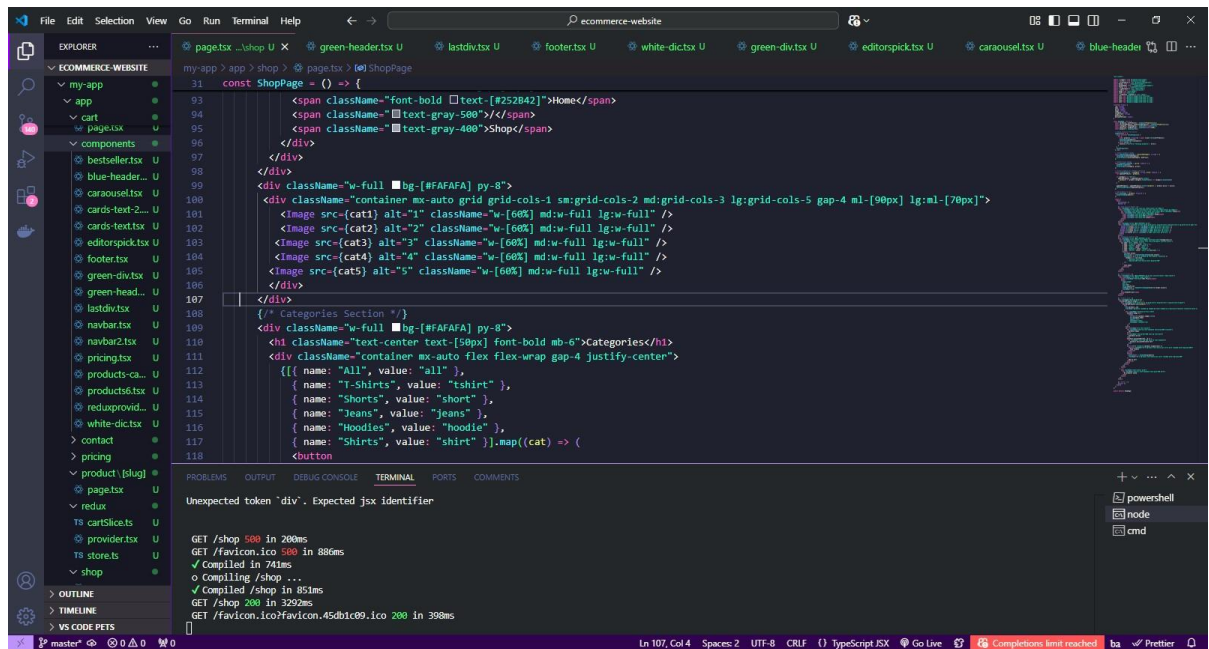 File Edit Selection View Go Run Terminal Help
ecommerce-website
EXPLORER
page.tsx ...\shop U
green-header.tsx U
lastdiv.tsx U
footer.tsx U
white-dic.tsx U
green-div.tsx U
editorspick.tsx U
caraousel.tsx U
blue-header
ECOMMERCE-WEBSITE
my-app
app
cart
page.tsx U
components
bestseller.tsx U
blue-header... U
caraousel.tsx U
cards-text-2.... U
cards-text.tsx U
editorspick.tsx U
footer.tsx U
green-div.tsx U
green-head... U
lastdiv.tsx U
navbar.tsx U
navbar2.tsx U
pricing.tsx U
products-ca... U
products6.tsx U
reduxprovid... U
white-dic.tsx U
contact
pricing
product\[slug]
page.tsx U
redux
TS cartSlice.ts U
provider.tsx U
TS store.ts U
shop
OUTLINE
TIMELINE
VS CODE PETS
140
2
my-app > app > shop > page.tsx > ShopPage
31 const ShopPage = () => {
93 <span className="font-bold text-[#252B42]">Home</span>
94 <span className="text-gray-500">/</span>
95 <span className="text-gray-400">Shop</span>
96 </div>
97 </div>
98 </div>
99 <div className="w-full bg-[#FAFAFA] py-8">
100 <div className="container mx-auto grid grid-cols-1 sm:grid-cols-2 md:grid-cols-3 lg:grid-cols-5 gap-4 ml-[90px] lg:ml-[70px]">
101 <Image src={cat1} alt="1" className="w-[60%] md:w-full lg:w-full" />
102 <Image src={cat2} alt="2" className="w-[60%] md:w-full lg:w-full" />
103 <Image src={cat3} alt="3" className="w-[60%] md:w-full lg:w-full" />
104 <Image src={cat4} alt="4" className="w-[60%] md:w-full lg:w-full" />
105 <Image src={cat5} alt="5" className="w-[60%] md:w-full lg:w-full" />
106 </div>
107 </div>
108 {/* Categories Section */}
109 <div className="w-full bg-[#FAFAFA] py-8">
110 <h1 className="text-center text-[50px] font-bold mb-6">Categories</h1>
111 <div className="container mx-auto flex flex-wrap gap-4 justify-center">
112 {[{ name: "All", value: "all" },
113 { name: "T-Shirts", value: "tshirt" },
114 { name: "Shorts", value: "short" },
115 { name: "Jeans", value: "jeans" },
116 { name: "Hoodies", value: "hoodie" },
117 { name: "Shirts", value: "shirt" }].map((cat) => (
118 <button
PROBLEMS OUTPUT DEBUG CONSOLE TERMINAL PORTS COMMENTS
Unexpected token `div`. Expected jsx identifier
GET /shop 500 in 200ms
GET /favicon.ico 500 in 886ms
✓ Compiled in 741ms
○ Compiling /shop ...
✓ Compiled /shop in 851ms
GET /shop 200 in 3292ms
GET /favicon.ico?favicon.45db1c09.ico 200 in 398ms
powershell
node
cmd
master* 0 0 0 Ln 107, Col 4 Spaces: 2 UTF-8 CRLF {} TypeScript JSX Go Live Completions limit reached Prettier